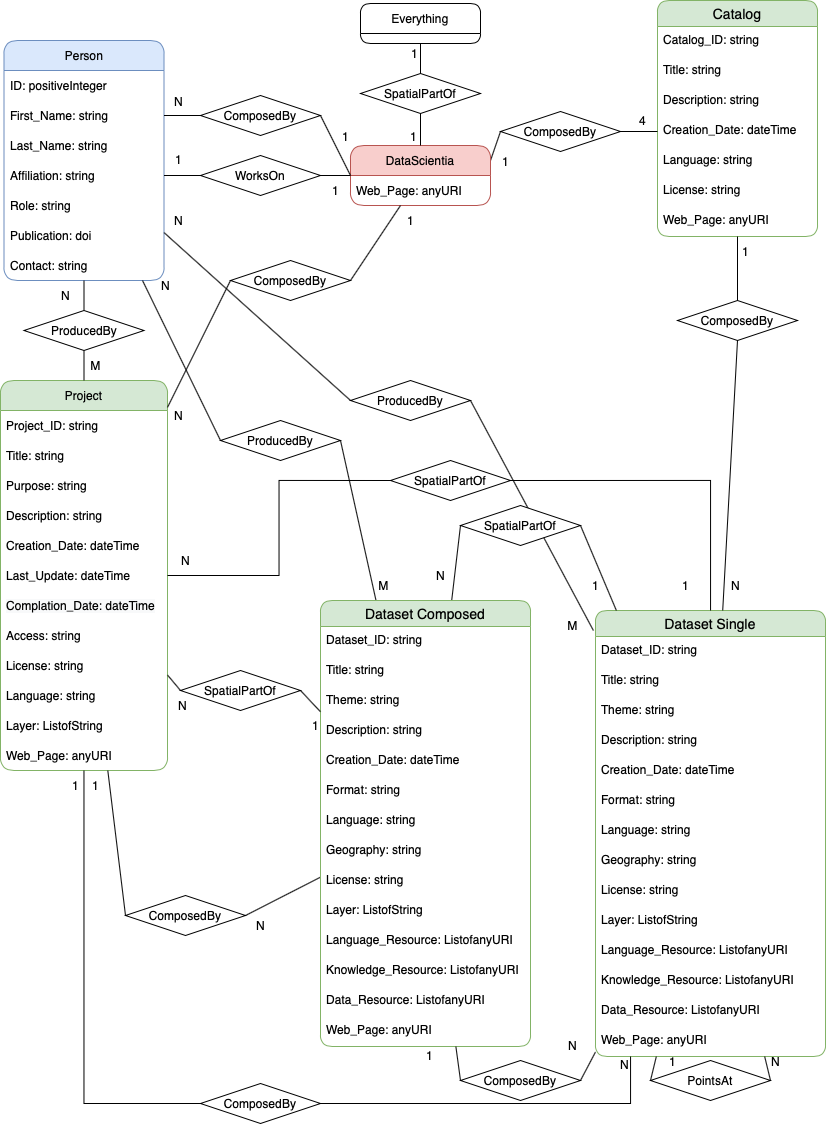 Everything
1
SpatialPartOf
1
Catalog
Catalog_ID: string
Title: string
Description: string
Creation_Date: dateTime
Language: string
License: string
Web_Page: anyURI
Person
ID: positiveInteger
First_Name: string
Last_Name: string
Affiliation: string
Role: string
Publication: doi
Contact: string
N
ComposedBy
1
1
WorksOn
1
DataScientia
Web_Page: anyURI
1
ComposedBy
4
N
N
N
ComposedBy
1
1
ComposedBy
ProducedBy
M
N
ProducedBy
ProducedBy
SpatialPartOf
SpatialPartOf
N
N
M
1
1
N
M
Project
Project_ID: string
Title: string
Purpose: string
Description: string
Creation_Date: dateTime
Last_Update: dateTime
Complation_Date: dateTime
Access: string
License: string
Language: string
Layer: ListofString
Web_Page: anyURI
SpatialPartOf
N
1
Dataset Composed
Dataset_ID: string
Title: string
Theme: string
Description: string
Creation_Date: dateTime
Format: string
Language: string
Geography: string
License: string
Layer: ListofString
Language_Resource: ListofanyURI
Knowledge_Resource: ListofanyURI
Data_Resource: ListofanyURI
Web_Page: anyURI
Dataset Single
Dataset_ID: string
Title: string
Theme: string
Description: string
Creation_Date: dateTime
Format: string
Language: string
Geography: string
License: string
Layer: ListofString
Language_Resource: ListofanyURI
Knowledge_Resource: ListofanyURI
Data_Resource: ListofanyURI
Web_Page: anyURI
1
1
ComposedBy
N
1
ComposedBy
N
N
1
PointsAt
N
ComposedBy